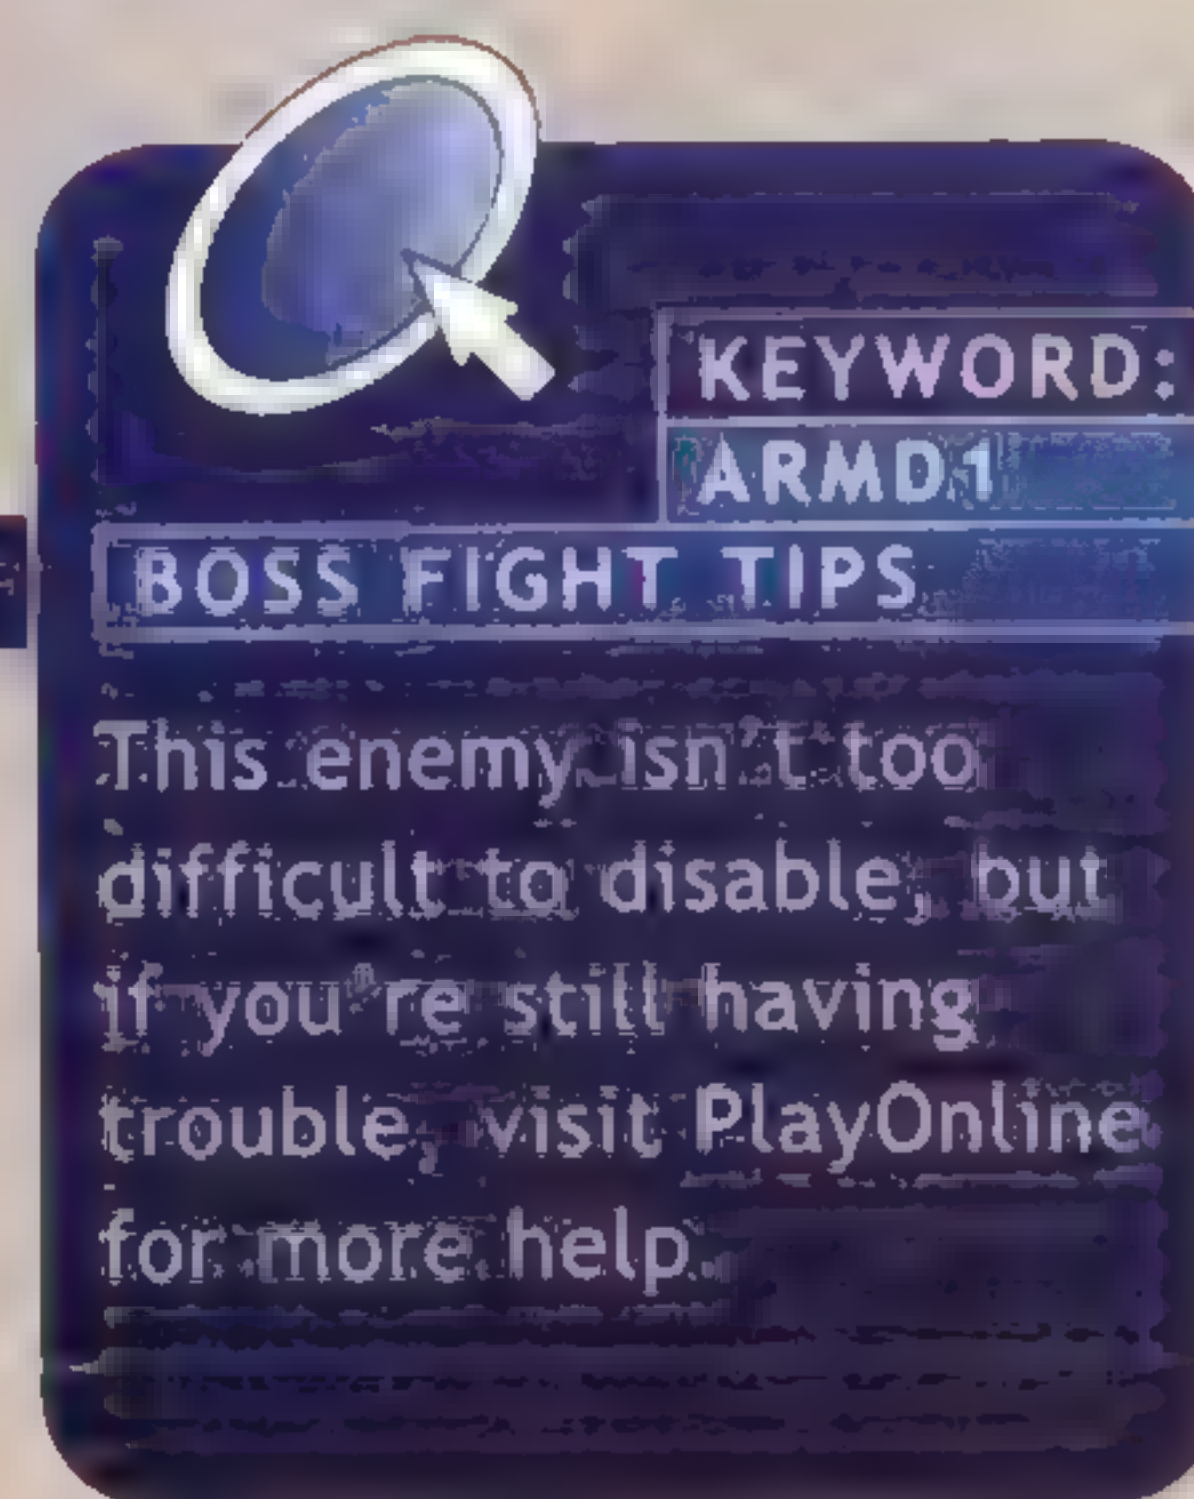 KEYWORD:
ARMD1
BOSS FIGHT TIPS
This enemy isn't too
difficult to disable, but
if you're still having
trouble, visit PlayOnline
for more help.